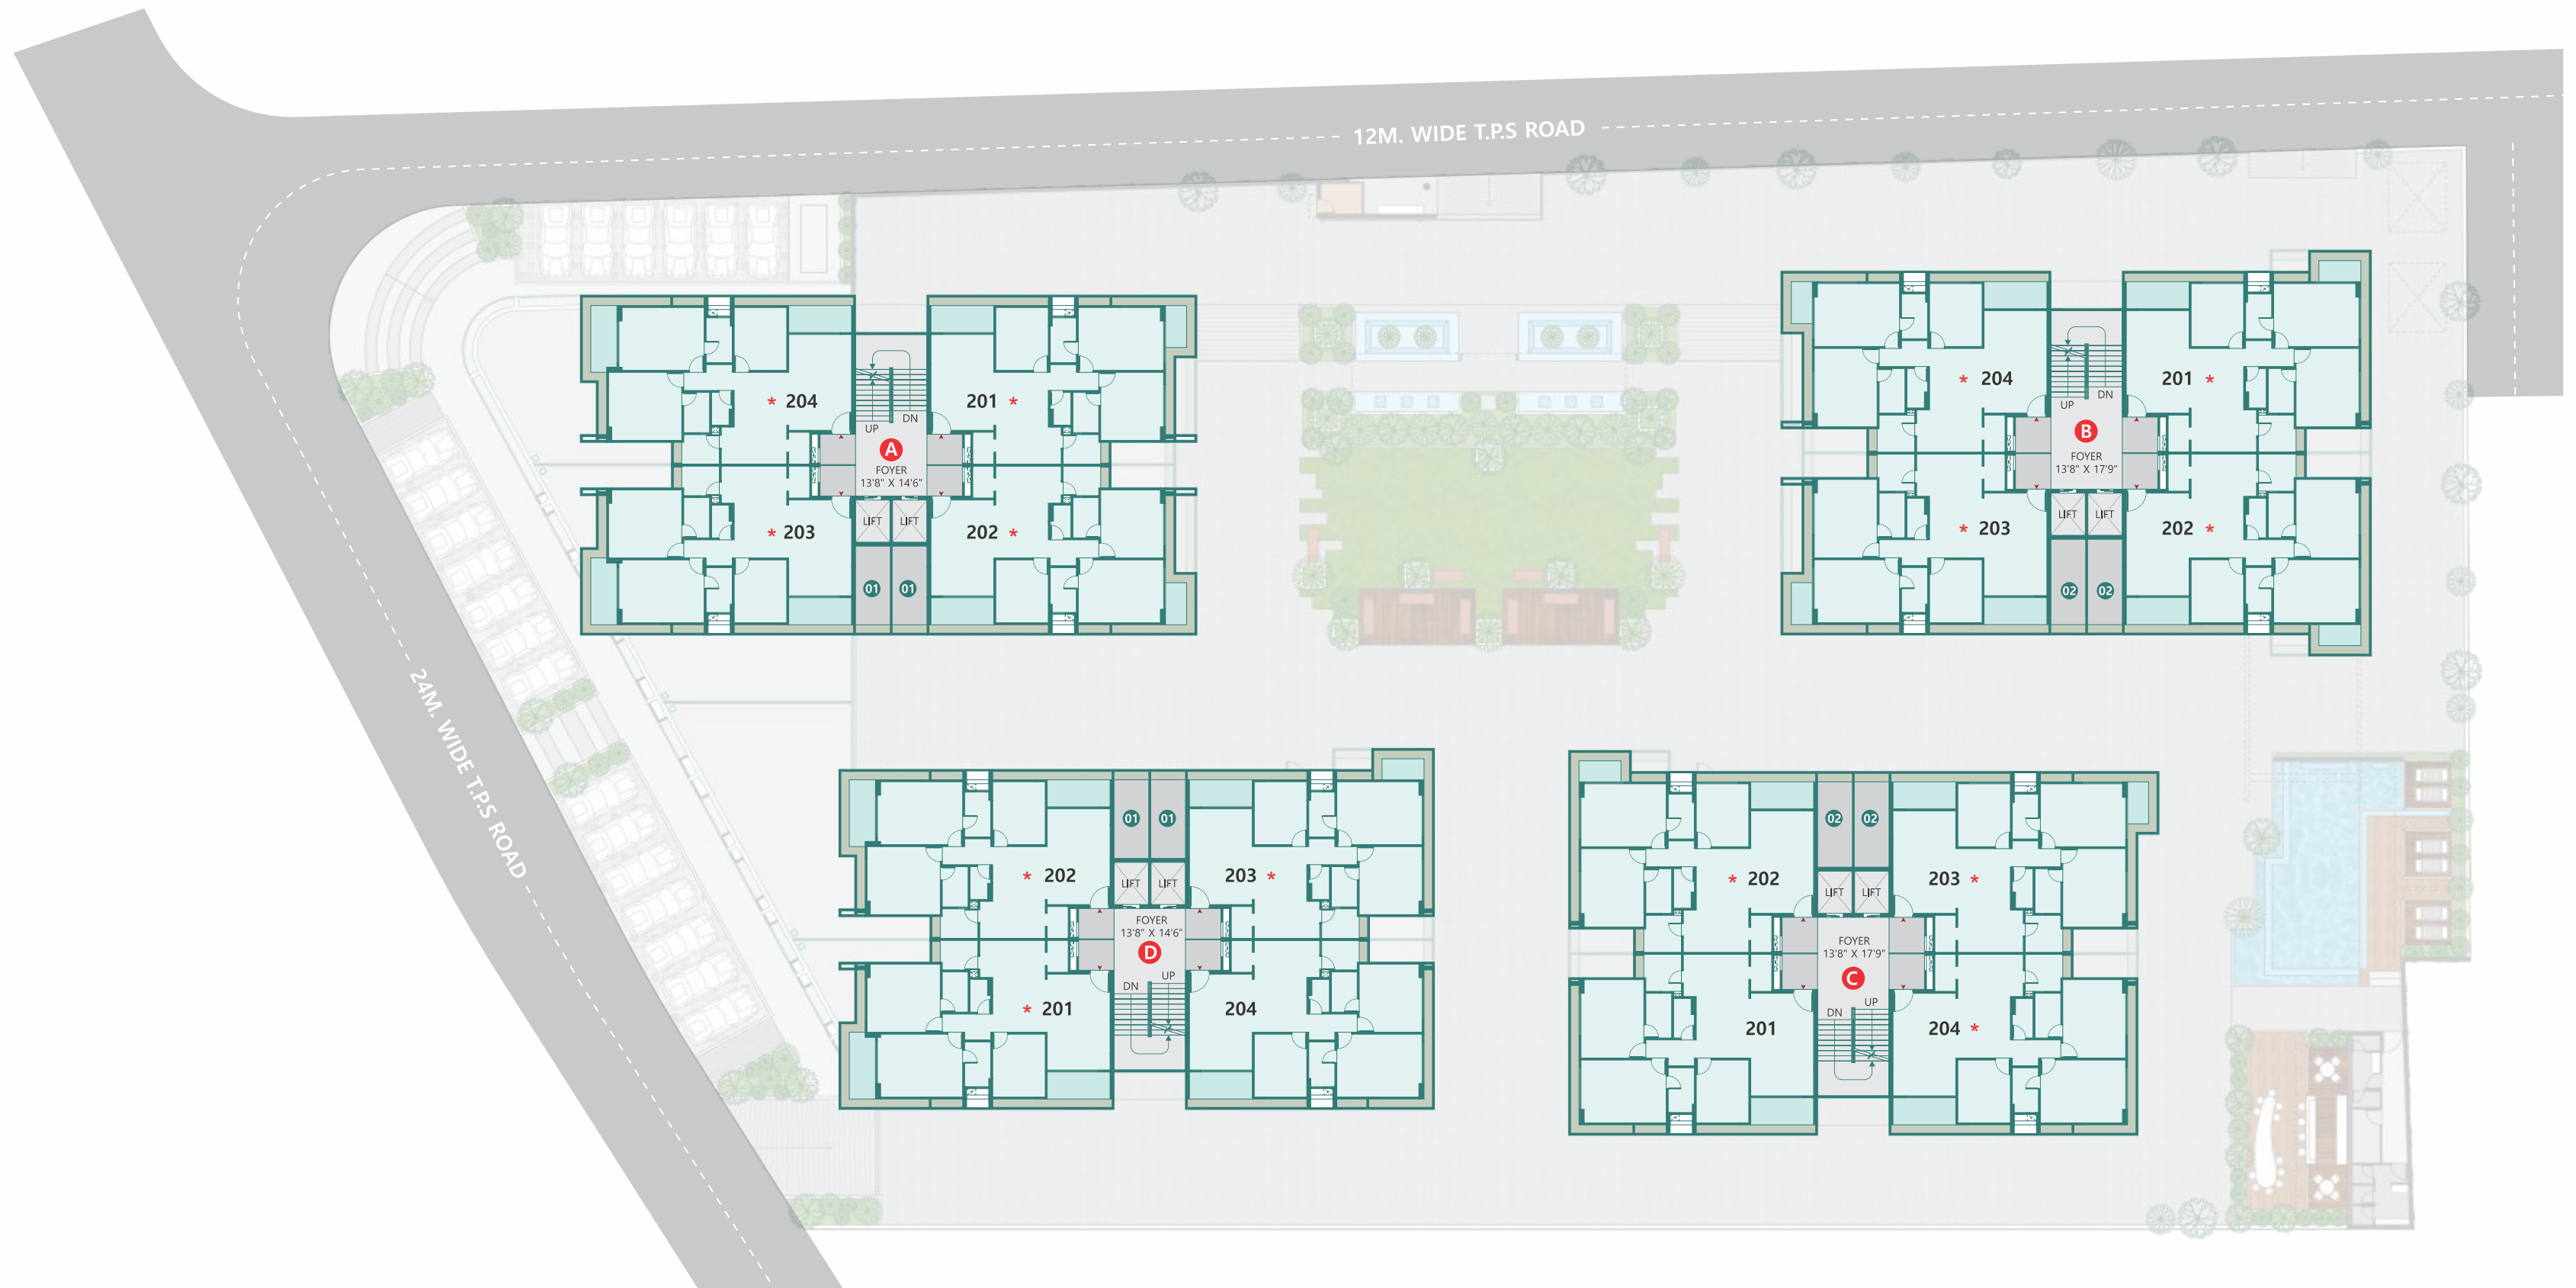 12M. WIDE T.P.S ROAD
24M. WIDE T.P.S ROAD
* 204
201 *
UP
DN
A
FOYER
13'8" X 14'6"
* 203
LIFT
LIFT
202 *
01
01
* 204
201 *
UP
DN
B
FOYER
13'8" X 17'9"
* 203
LIFT
LIFT
202 *
02
02
01
01
* 202
LIFT
LIFT
203 *
FOYER
13'8" X 14'6"
D
UP
DN
* 201
204
02
02
* 202
LIFT
LIFT
203 *
FOYER
13'8" X 17'9"
C
UP
DN
201
204 *